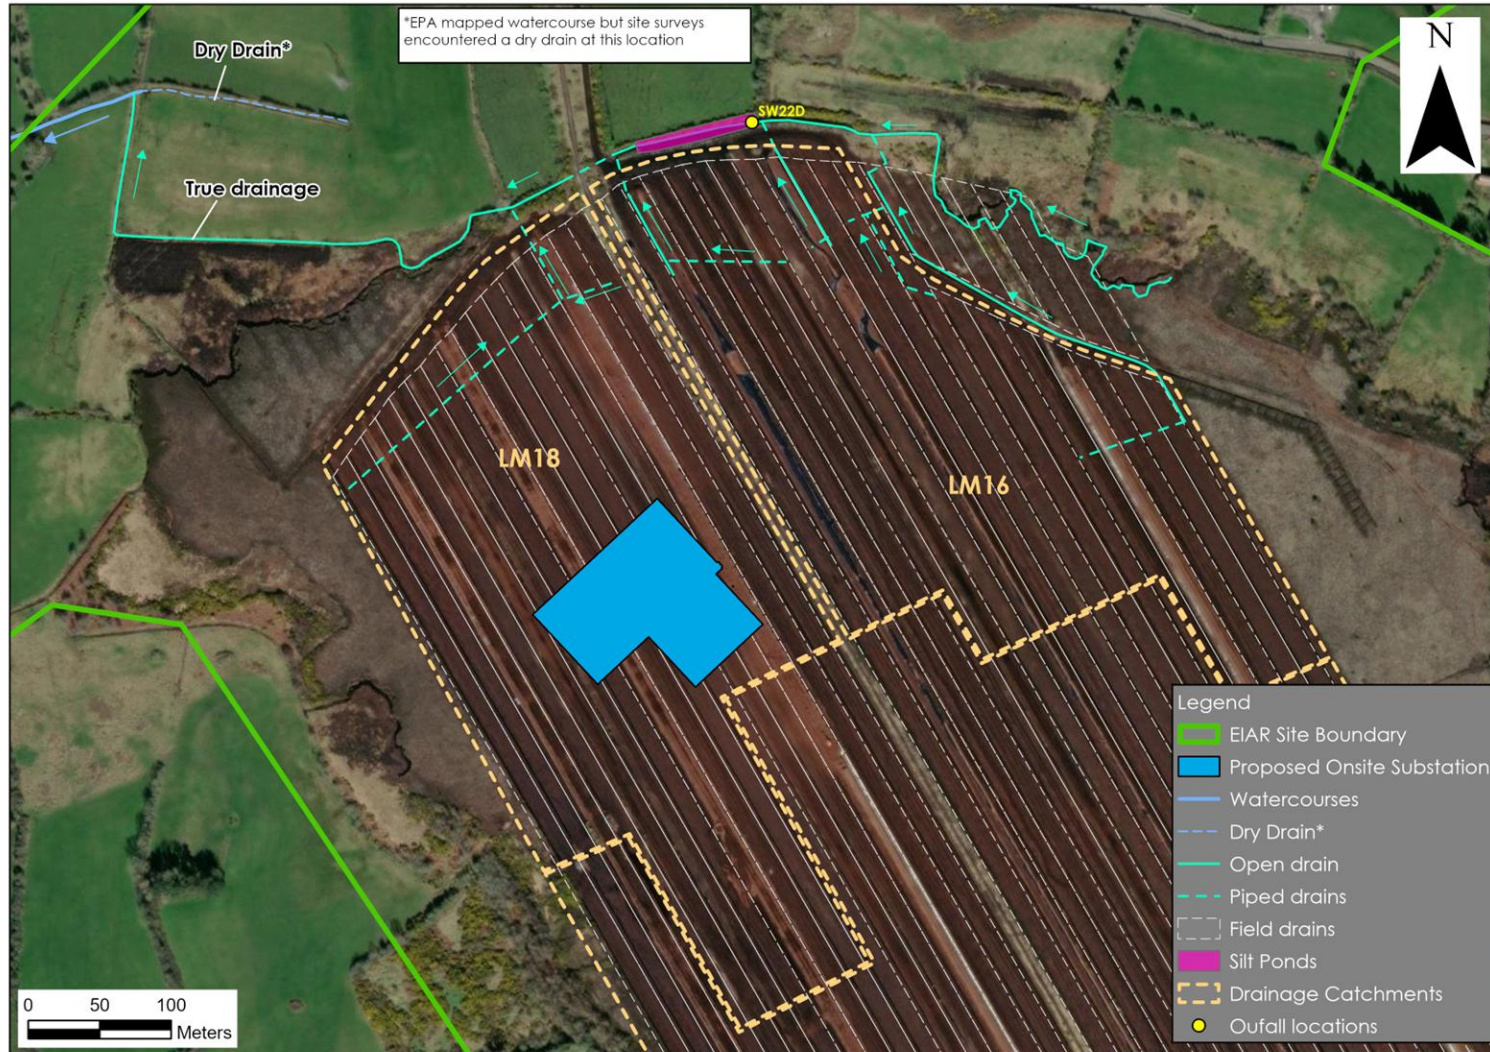 *EPA mapped watercourse but site surveys
encountered a dry drain at this location
N
Dry Drain*
SW22D
True drainage
LM18
LM16
Legend
EIAR Site Boundary
Proposed Onsite Substation
Watercourses
Dry Drain*
Open drain
Piped drains
Field drains
Silt Ponds
Drainage Catchments
Oufall locations
0 50 100
Meters